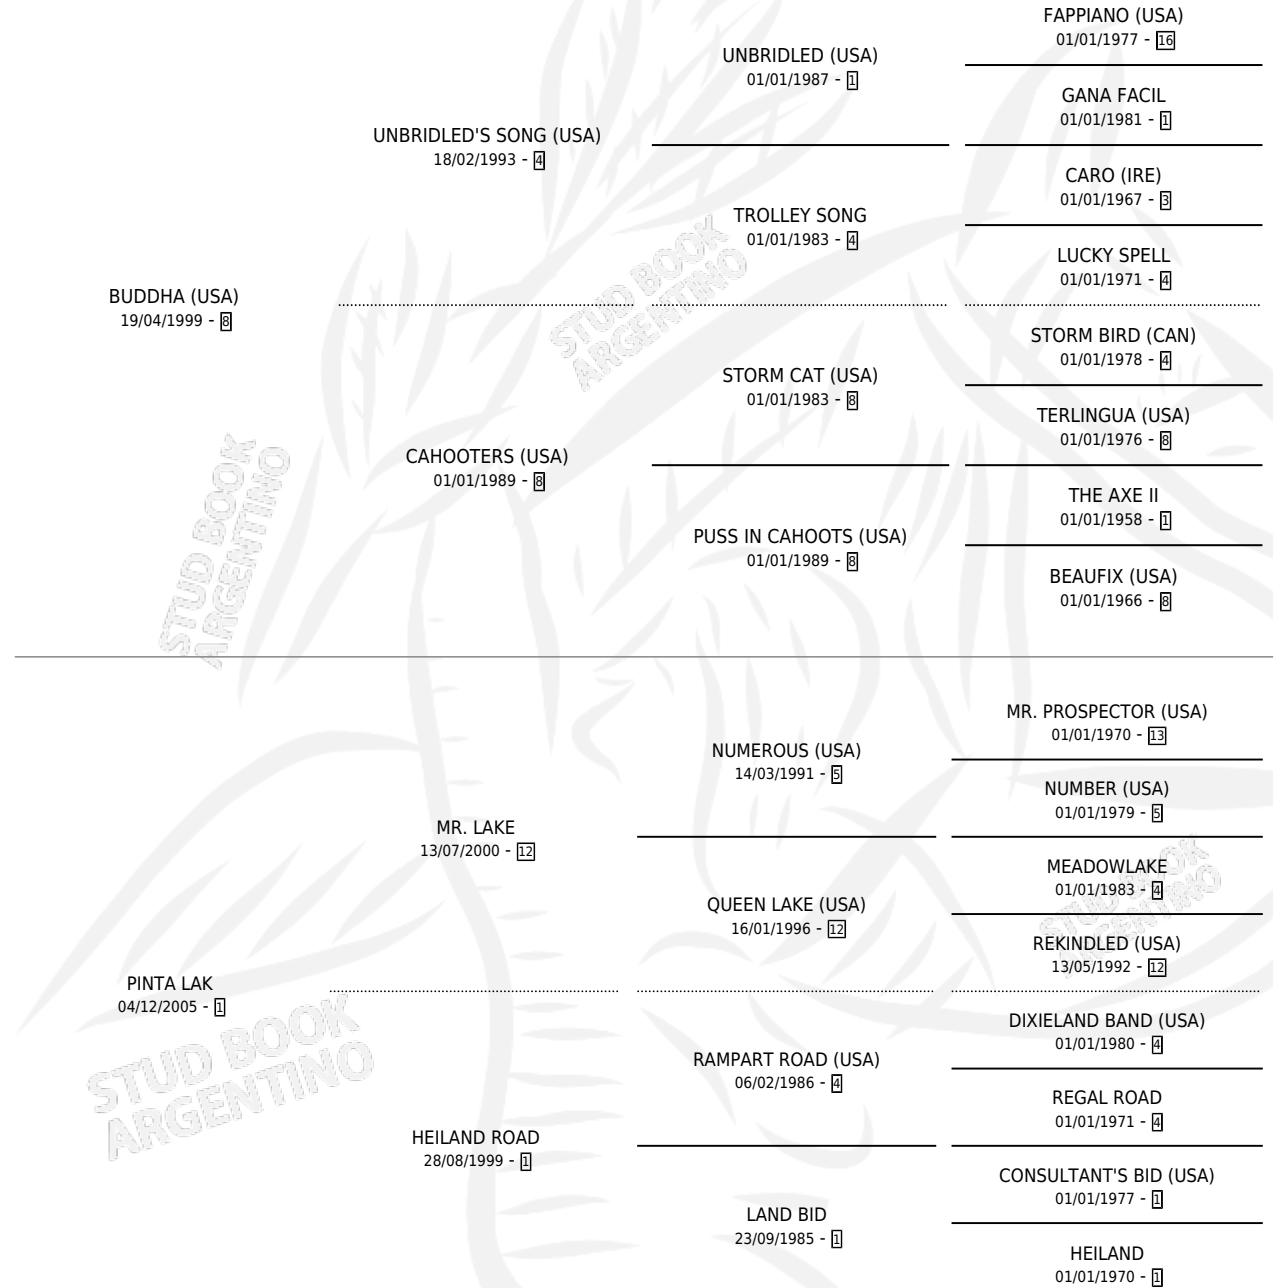 FAPPIANO (USA)
01/01/1977 - 16
UNBRIDLED (USA)
01/01/1987 - 1
GANA FACIL
01/01/1981 - 1
UNBRIDLED'S SONG (USA)
18/02/1993 - 4
CARO (IRE)
01/01/1967 - 3
TROLLEY SONG
01/01/1983 - 4
LUCKY SPELL
01/01/1971 - 4
BUDDHA (USA)
19/04/1999 - 8
STUD BOOK
ARGENTINO
STORM BIRD (CAN)
01/01/1978 - 4
STORM CAT (USA)
01/01/1983 - 8
TERLINGUA (USA)
01/01/1976 - 8
CAHOOTERS (USA)
01/01/1989 - 8
THE AXE II
01/01/1958 - 1
PUSS IN CAHOOTS (USA)
01/01/1989 - 8
BEAUFIX (USA)
01/01/1966 - 8
STUD BOOK
ARGENTINO
MR. PROSPECTOR (USA)
01/01/1970 - 13
NUMEROUS (USA)
14/03/1991 - 5
NUMBER (USA)
01/01/1979 - 5
MR. LAKE
13/07/2000 - 12
MEADOWLAKE
01/01/1983 - 4
QUEEN LAKE (USA)
16/01/1996 - 12
REKINDLED (USA)
13/05/1992 - 12
STUD BOOK
ARGENTINO
PINTA LAK
04/12/2005 - 1
DIXIELAND BAND (USA)
01/01/1980 - 4
RAMPART ROAD (USA)
06/02/1986 - 4
REGAL ROAD
01/01/1971 - 4
STUD BOOK
ARGENTINO
HEILAND ROAD
28/08/1999 - 1
CONSULTANT'S BID (USA)
01/01/1977 - 1
LAND BID
23/09/1985 - 1
HEILAND
01/01/1970 - 1